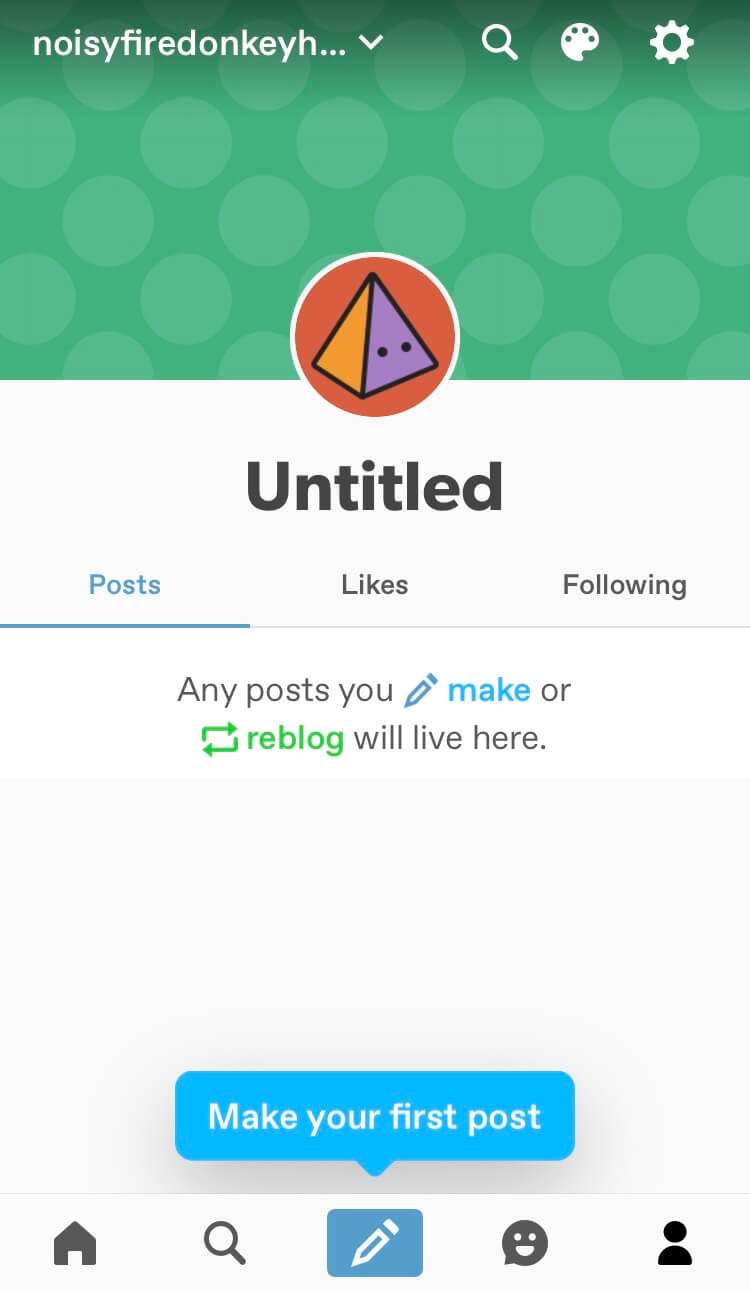 noisyfiredonkeyh...
Untitled
Posts Likes Following
Any posts you make or
reblog will live here.
Make your first post